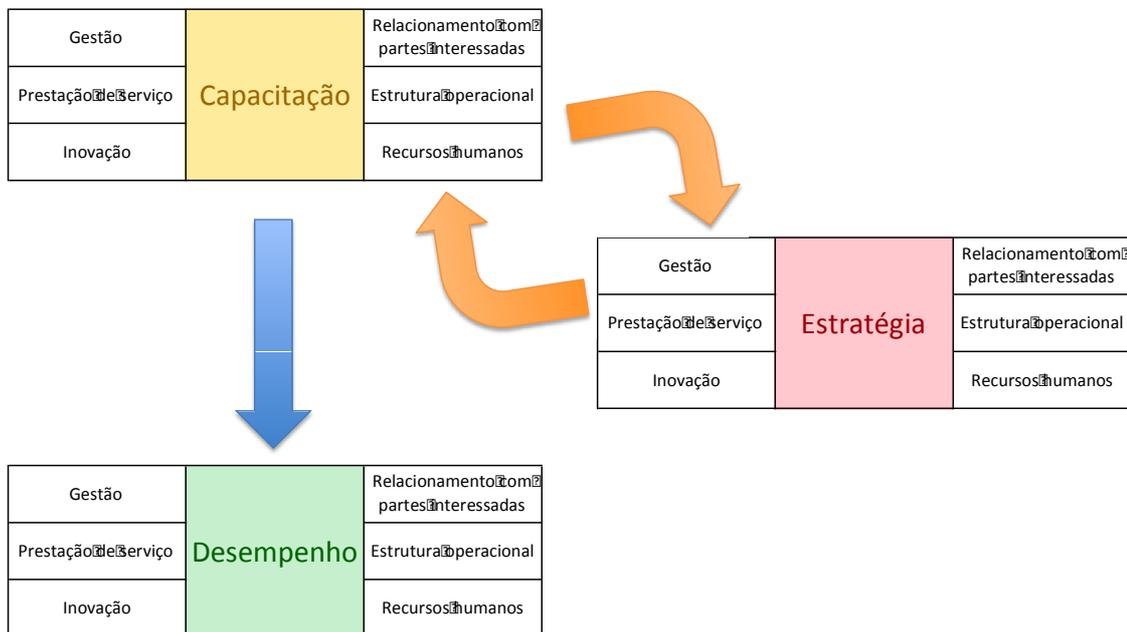 Gestão
Prestação de serviço
Inovação
Capacitação
Relacionamento com
partes interessadas
Estrutura operacional
Recursos humanos
Gestão
Prestação de serviço
Inovação
Estratégia
Relacionamento com
partes interessadas
Estrutura operacional
Recursos humanos
Gestão
Prestação de serviço
Inovação
Desempenho
Relacionamento com
partes interessadas
Estrutura operacional
Recursos humanos